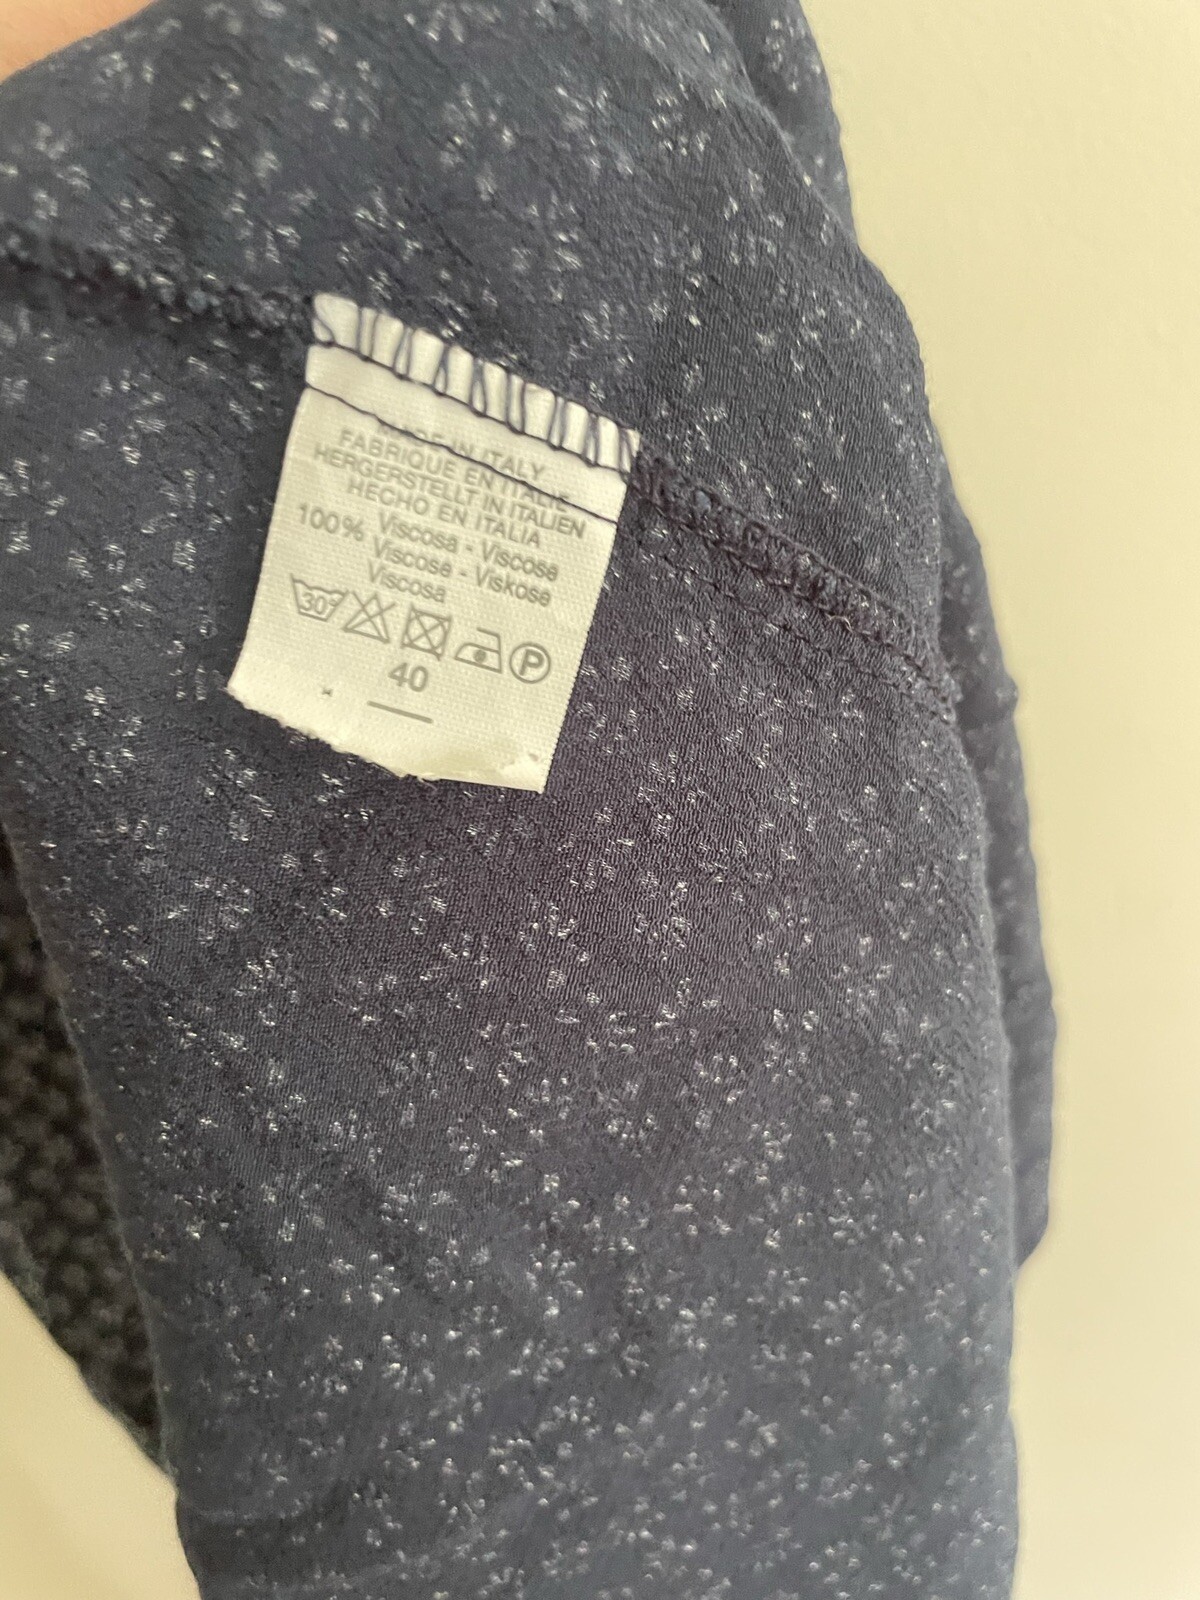 MADE IN ITALY
FABRIQUE EN ITALIE
HERGESTELLT IN ITALIEN
HECHO EN ITALIA
100% Viscosa - Viscose
Viscose - Viskose
Viscosa
30°
P
40